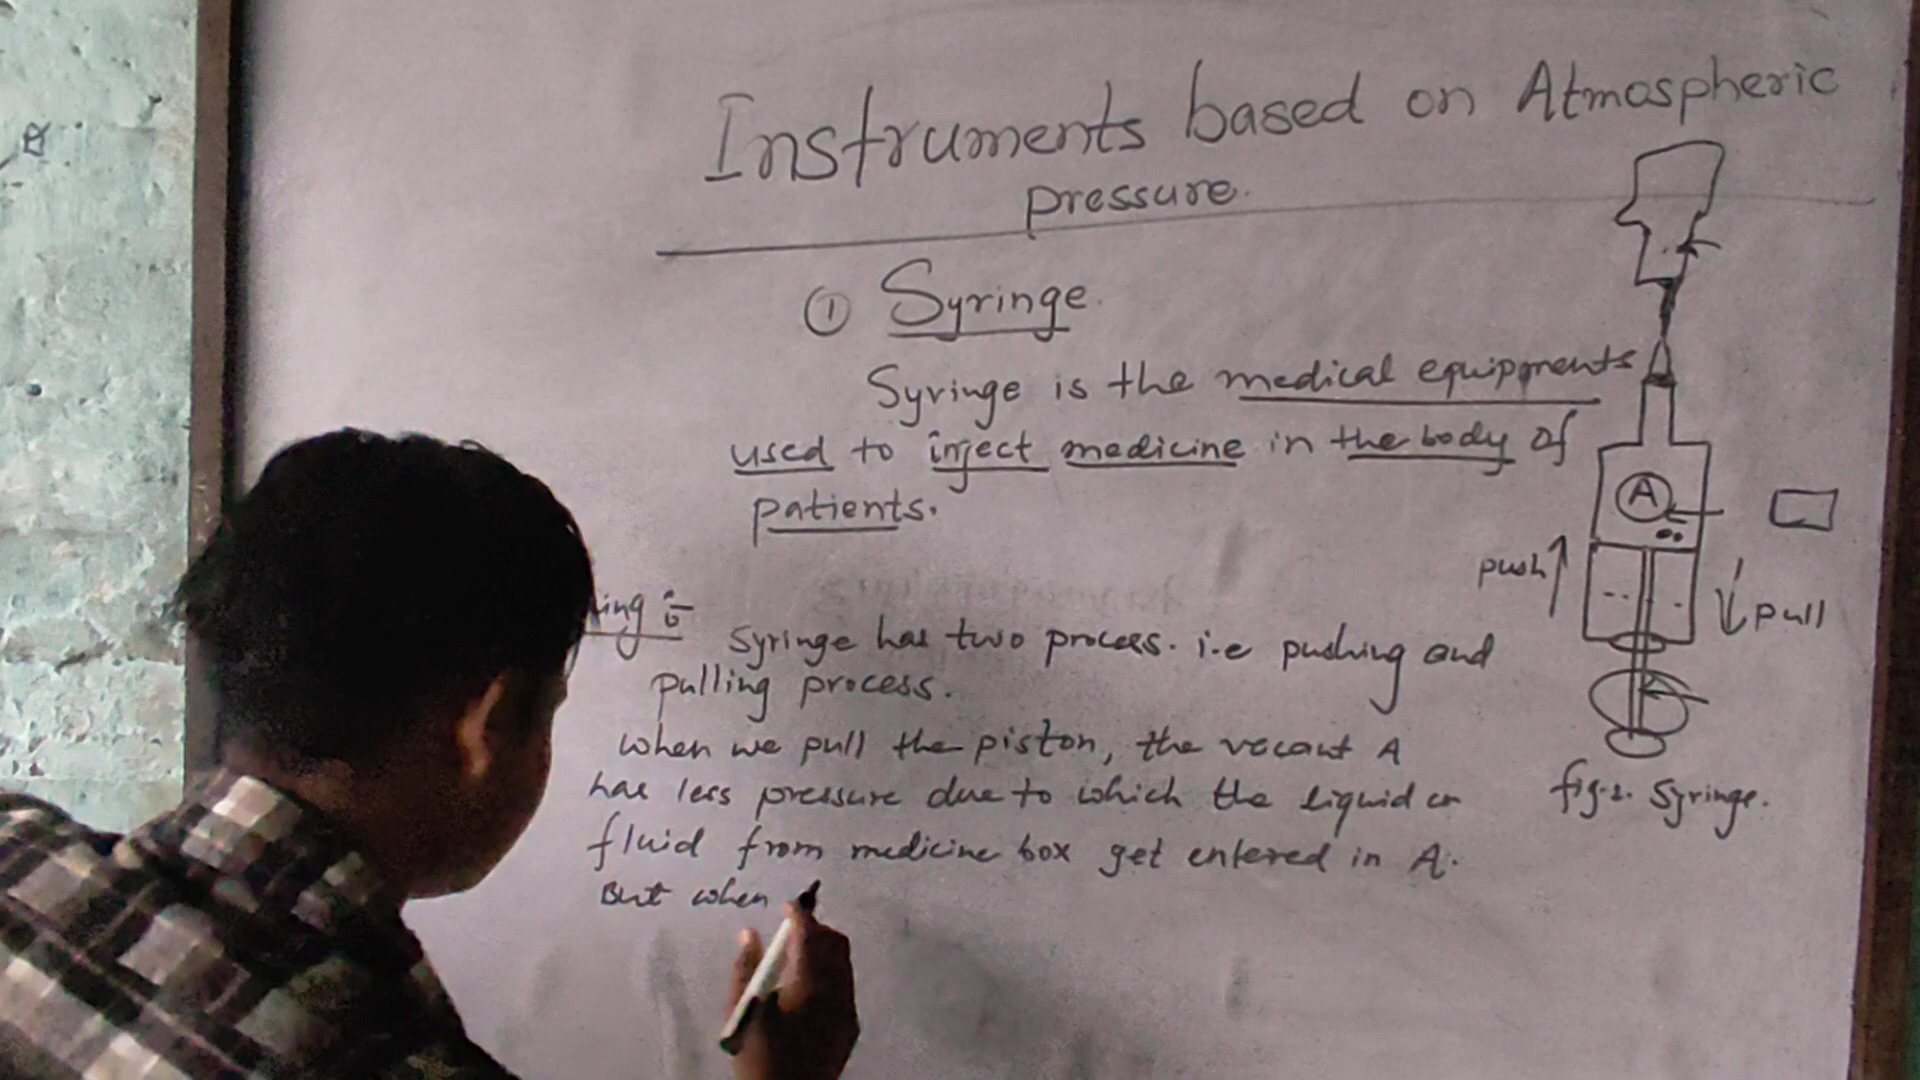 Instruments based on Atmospheric
pressure.
① Syringe.
Syringe is the medical equipments
used to inject medicine in the body of
patients.
A
push
pull
fig-1. Syringe.
ing :-
Syringe has two process. i.e pushing and
pulling process.
when we pull the piston, the vacant A
has less pressure due to which the liquid or
fluid from medicine box get entered in A.
But when